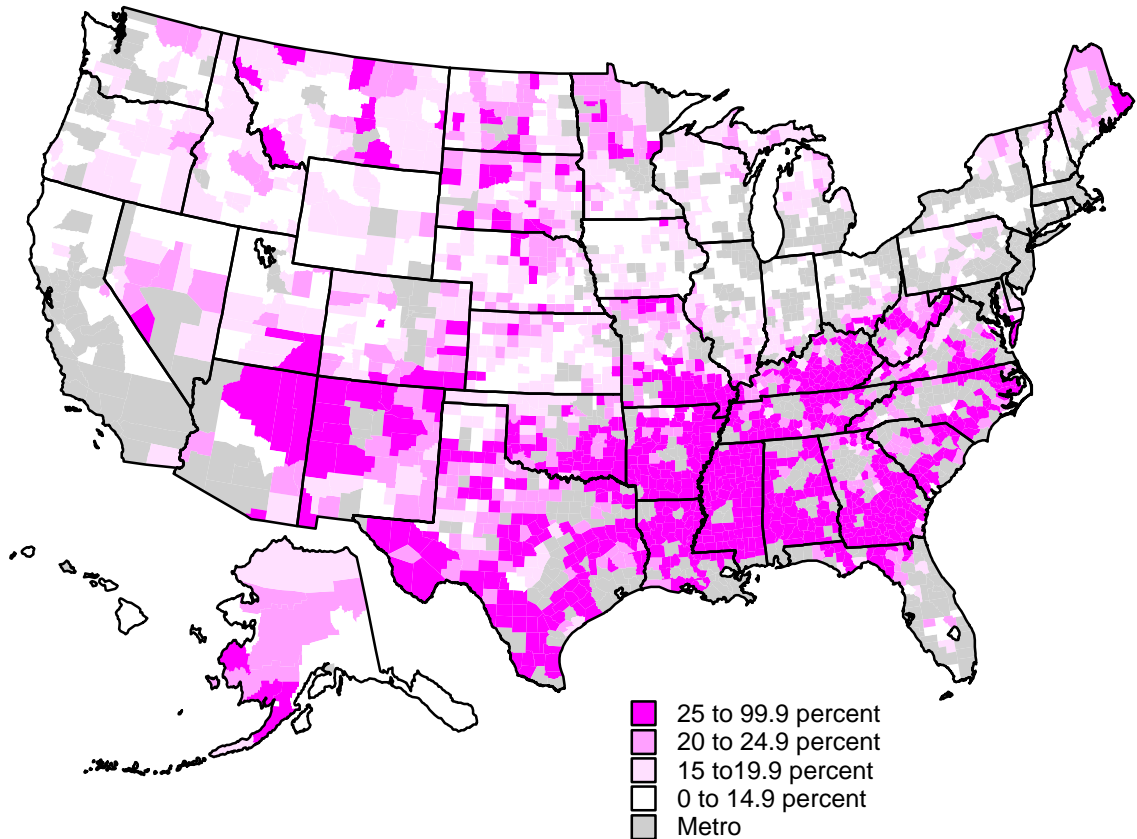 25 to 99.9 percent
20 to 24.9 percent
15 to19.9 percent
0 to 14.9 percent
Metro